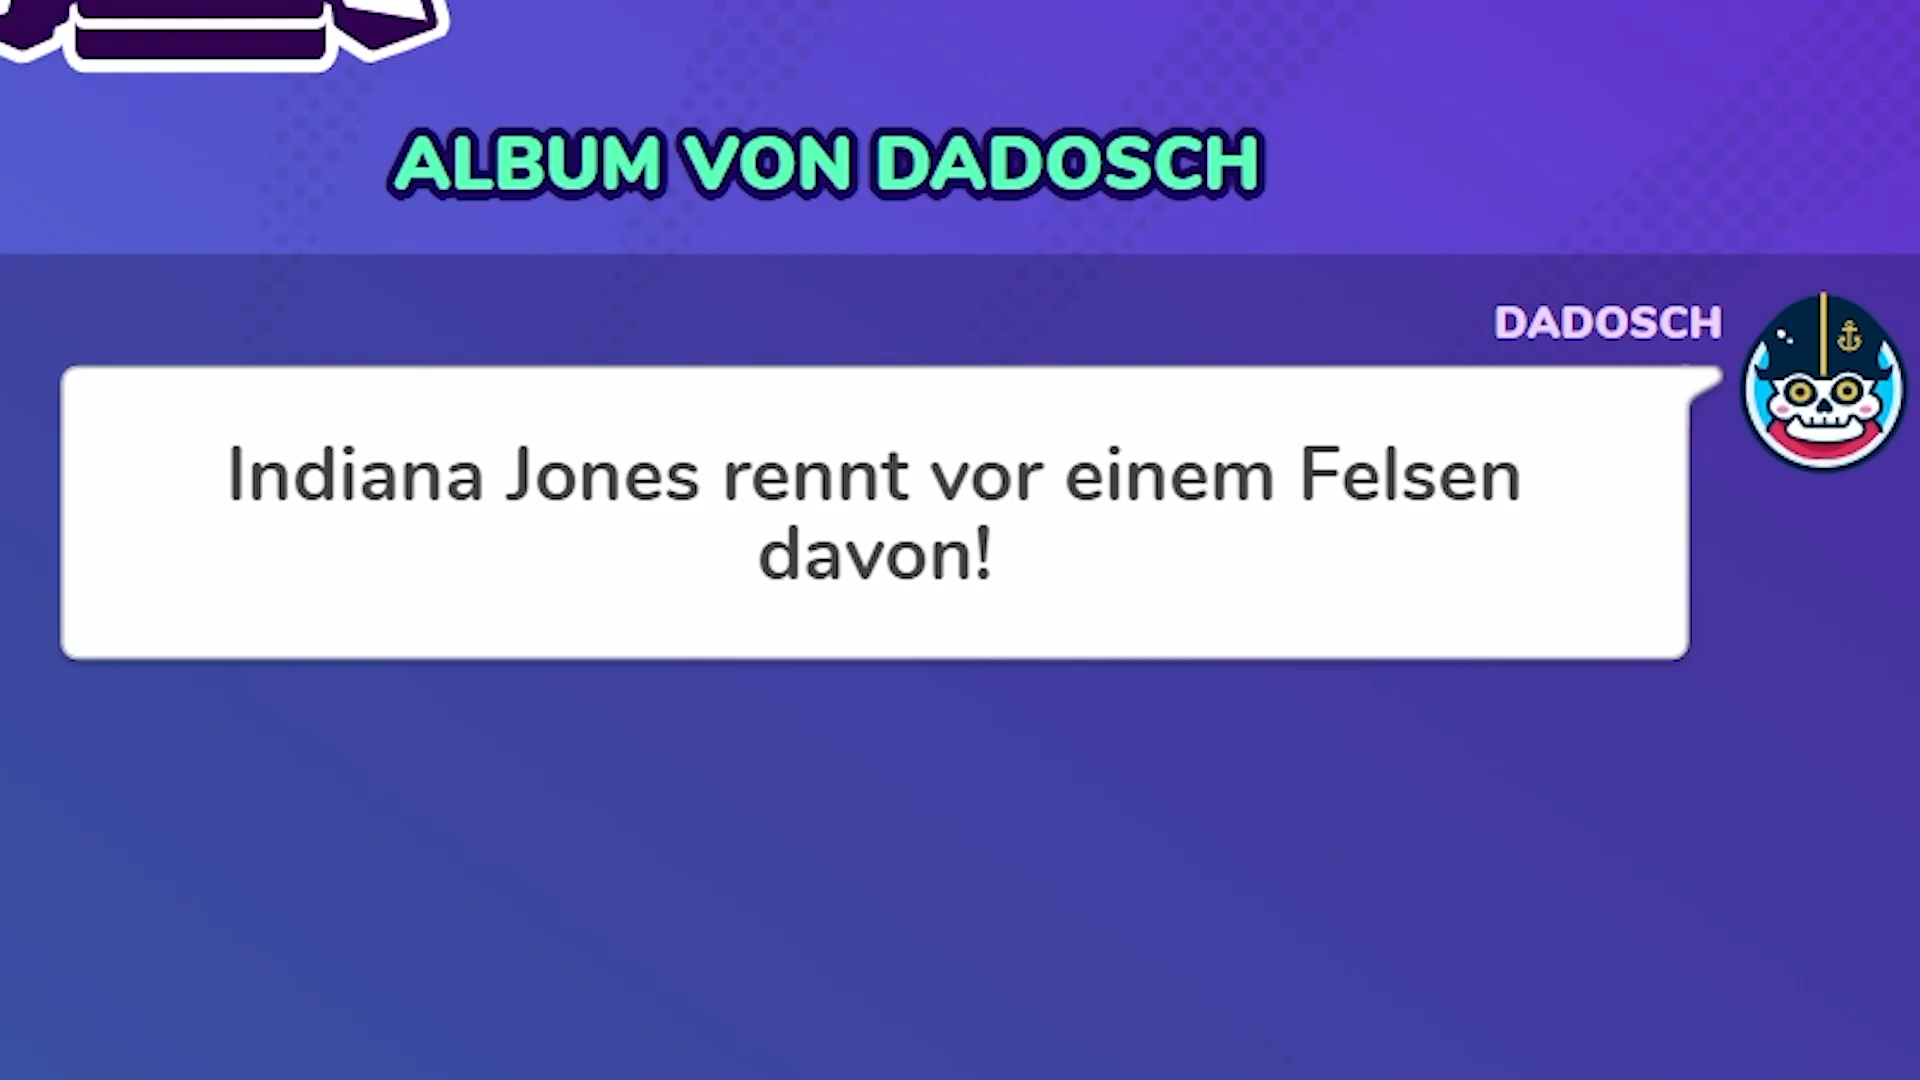 ALBUM VON DADOSCH
DADOSCH
Indiana Jones rennt vor einem Felsen
davon!